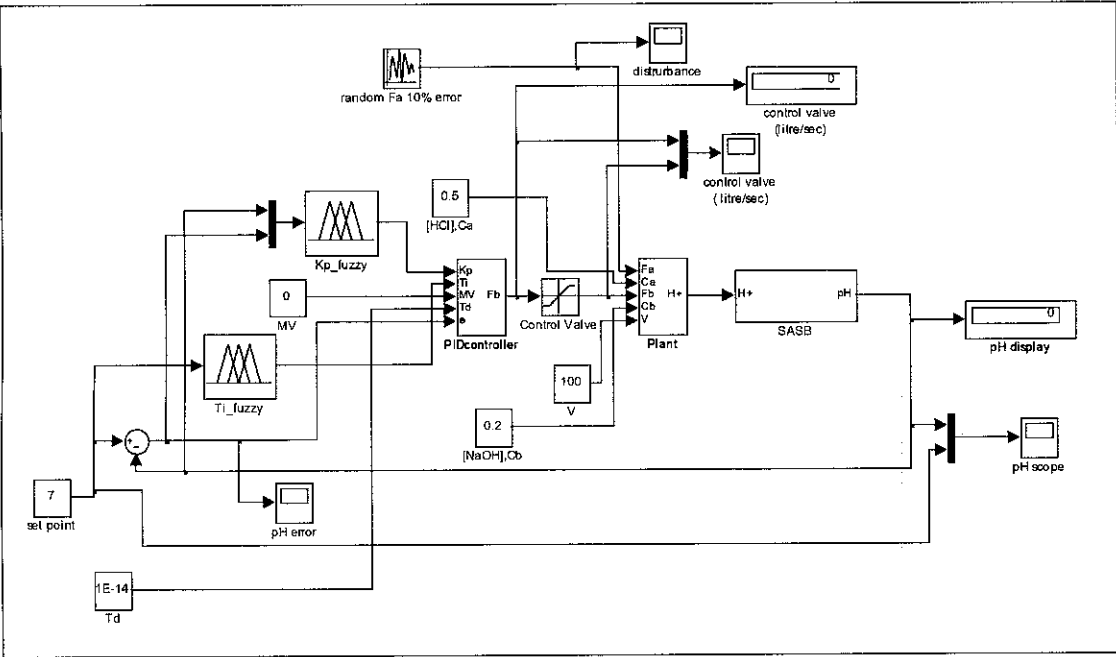 disturbance
random Fa 10% error
0
control valve
(litre/sec)
control valve
( litre/sec)
0.5
[HCl],Ca
Kp_fuzzy
0
MV
Kp
Ti
MV
Td
e
Fb
PIDcontroller
Control Valve
Fa
Ca
Fb
Cb
V
H+
Plant
H+
pH
SASB
0
pH display
Ti_fuzzy
100
V
0.2
[NaOH],Cb
pH scope
7
set point
pH error
1E-14
Td